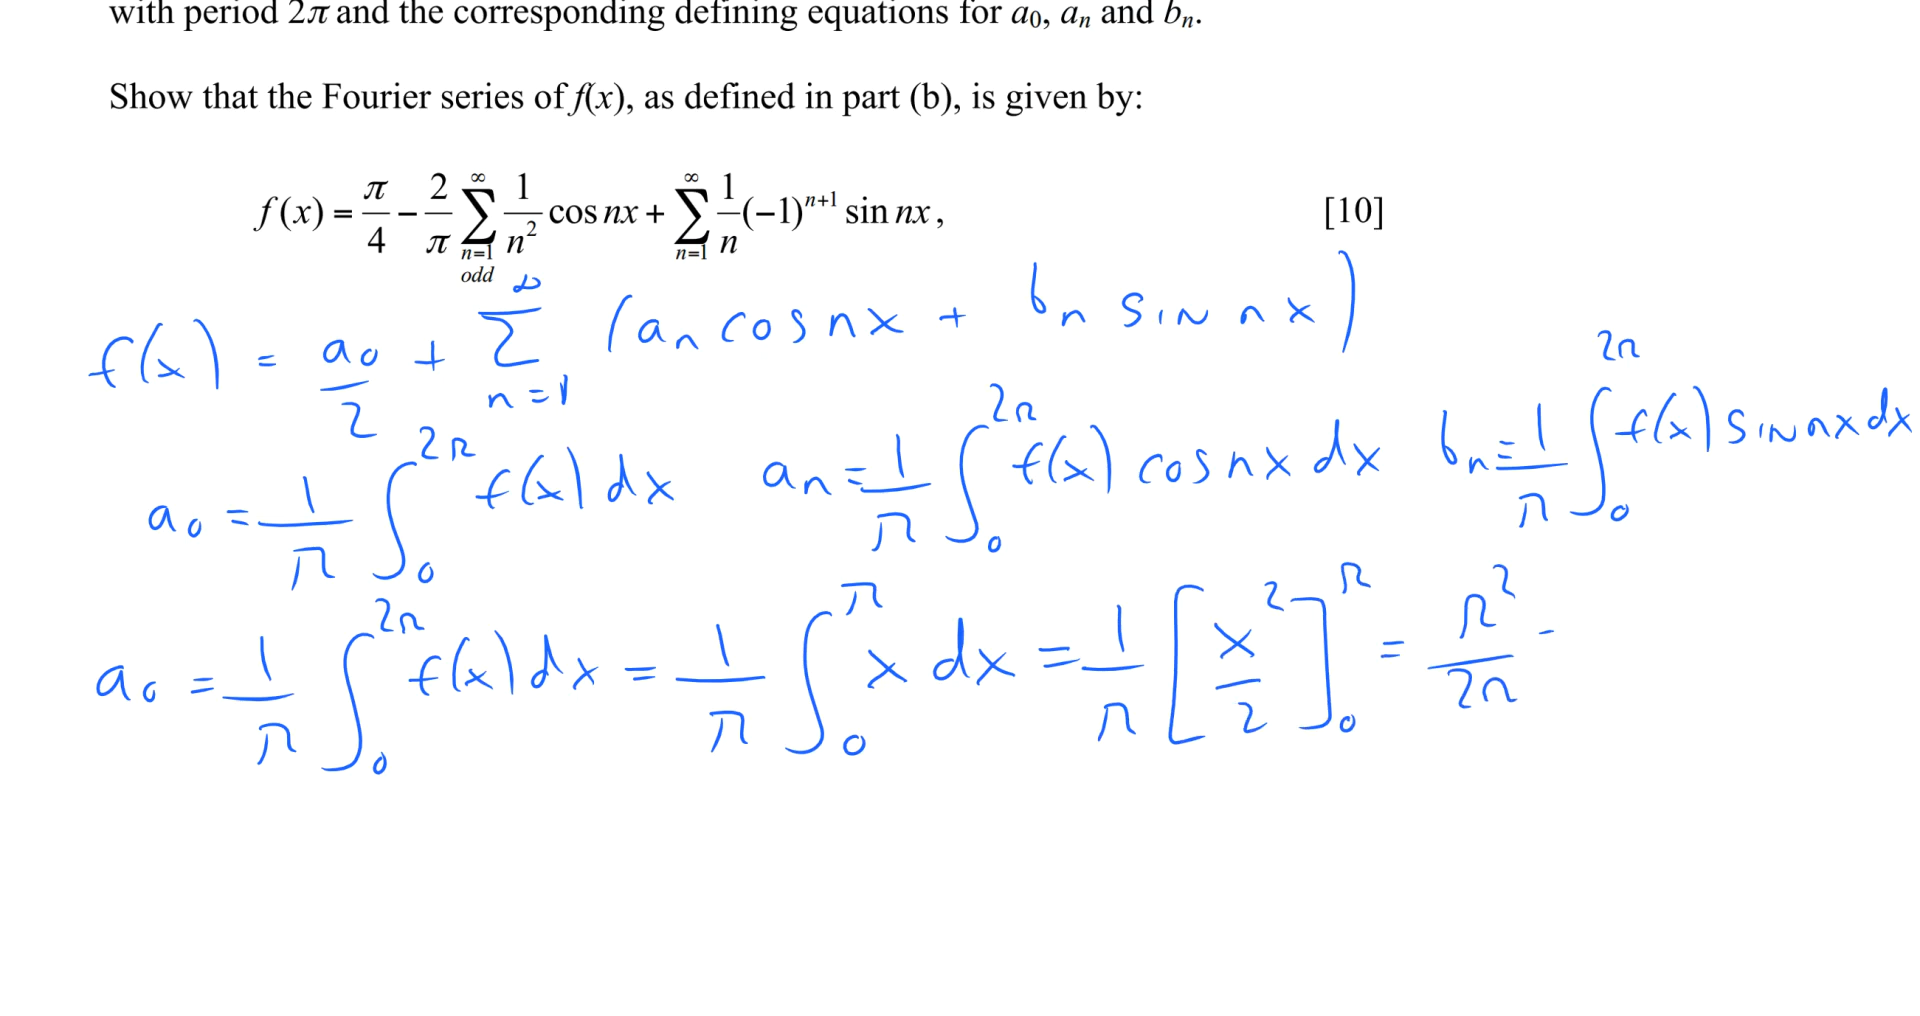 with period 2π and the corresponding defining equations for a₀, aₙ and bₙ.
Show that the Fourier series of f(x), as defined in part (b), is given by:
f(x) = π/4 − 2/π ∑_{n=1 odd}^{∞} 1/n² cos nx + ∑_{n=1}^{∞} 1/n (−1)^{n+1} sin nx, [10]
f(x) = a₀/2 + ∑_{n=1}^{∞} (aₙ cos nx + bₙ sin nx)
a₀ = 1/π ∫₀^{2π} f(x) dx aₙ = 1/π ∫₀^{2π} f(x) cos nx dx bₙ = 1/π ∫₀^{2π} f(x) sin nx dx
a₀ = 1/π ∫₀^{2π} f(x) dx = 1/π ∫₀^{π} x dx = 1/π [x²/2]₀^{π} = π²/2π -